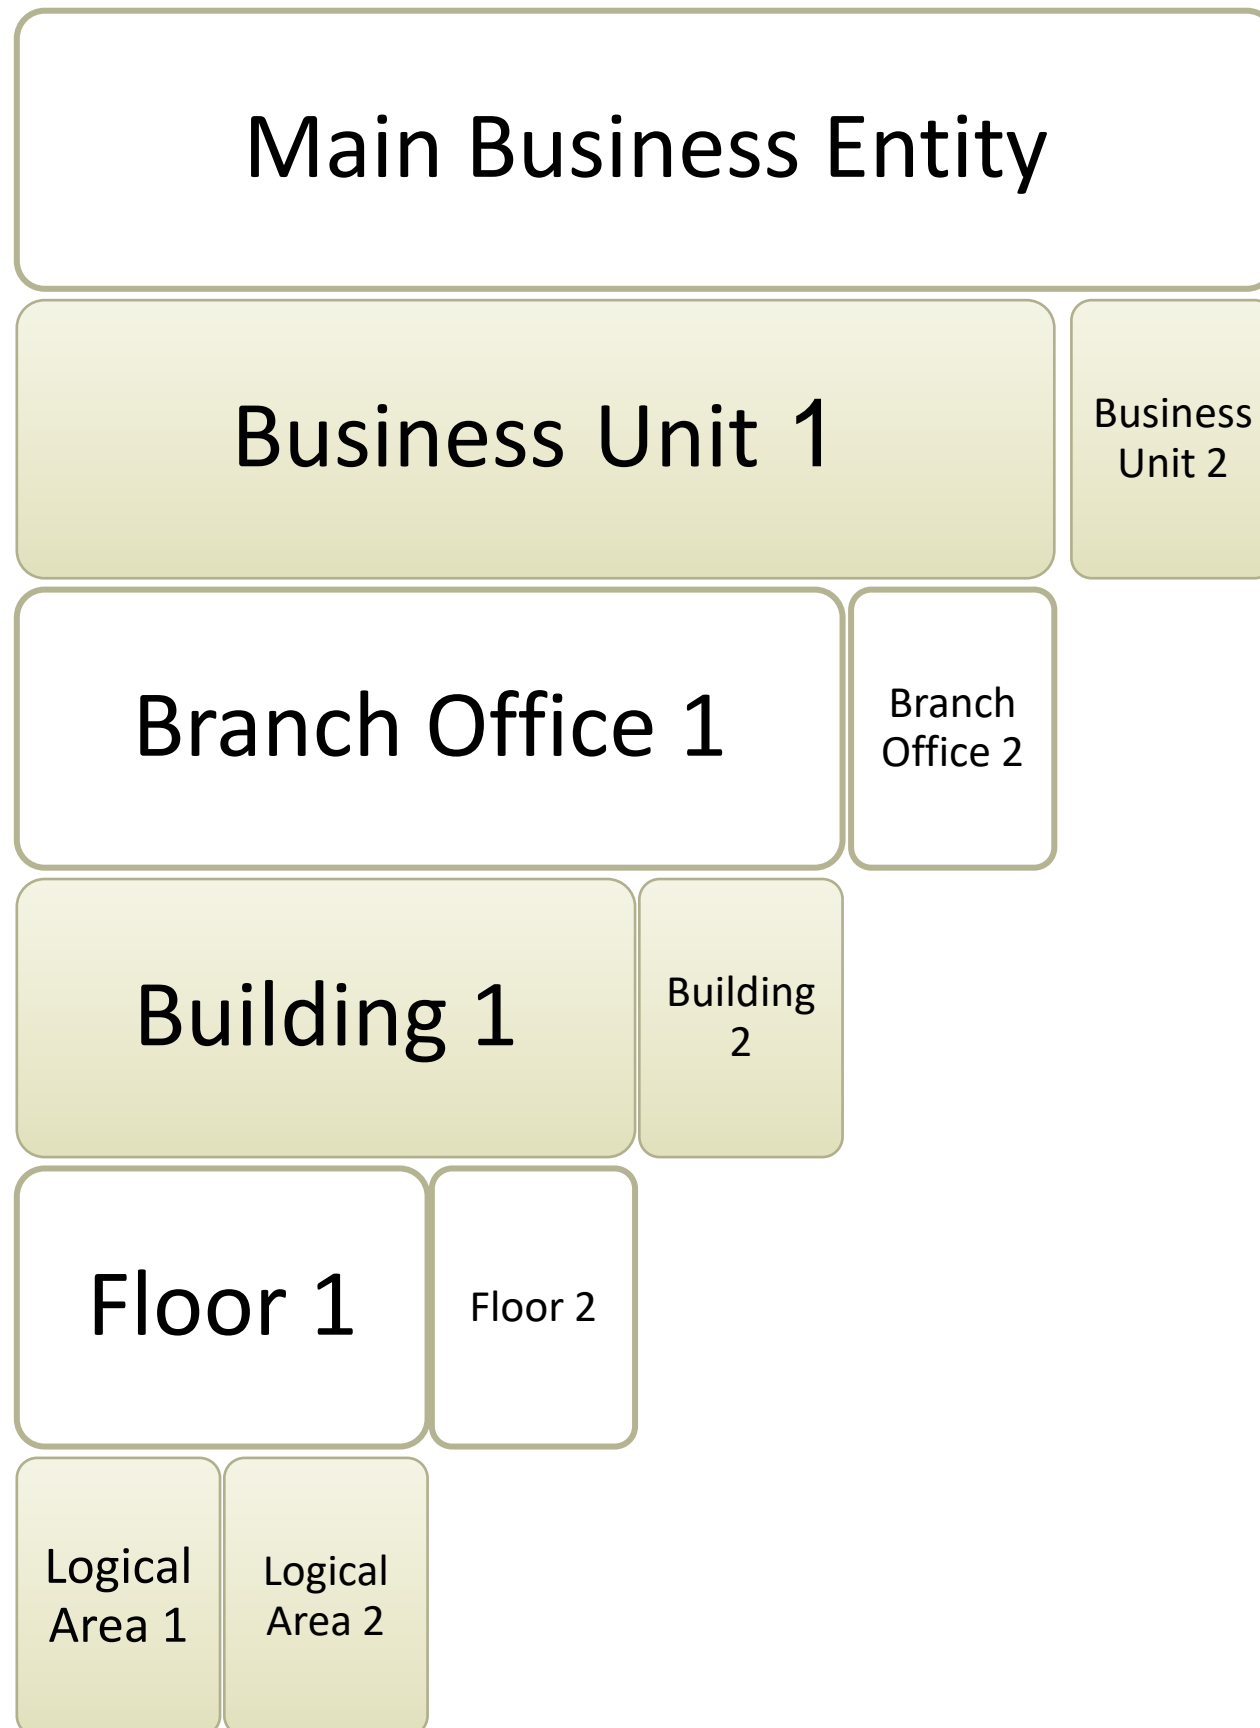 Main Business Entity
Business Unit 1
Business
Unit 2
Branch Office 1
Branch
Office 2
Building 1
Building
2
Floor 1
Floor 2
Logical
Area 1
Logical
Area 2